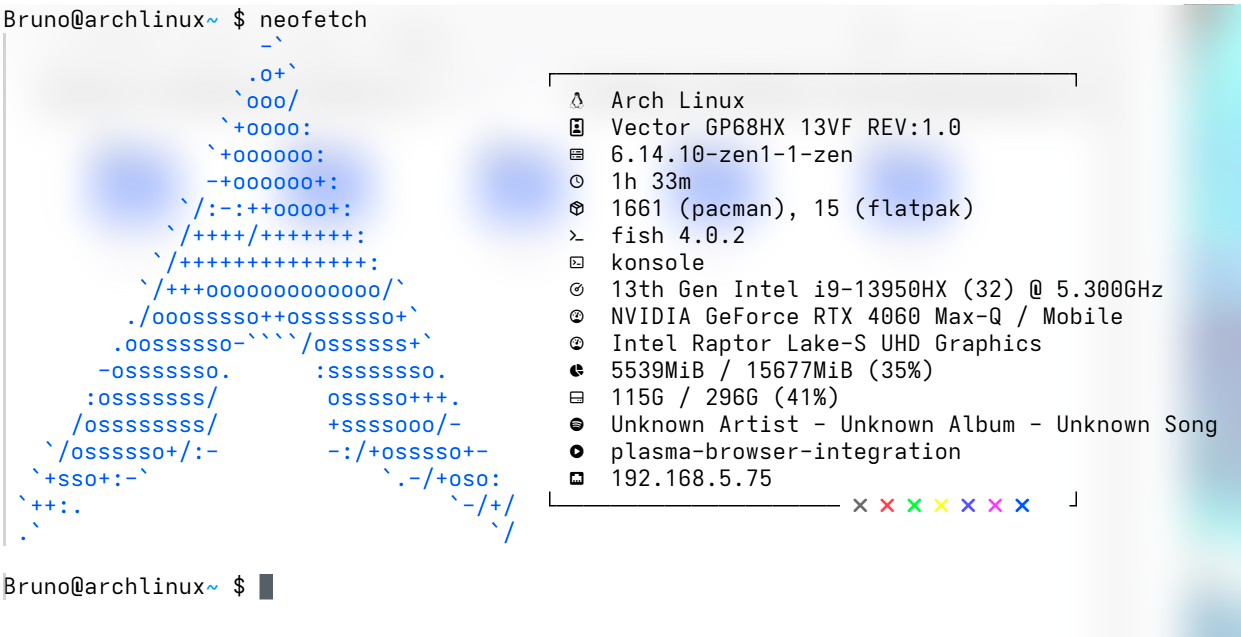 Bruno@archlinux~ $ neofetch
-`
.o+`
`ooo/
`+oooo:
`+oooooo:
-+oooooo+:
`/:-:++oooo+:
`/++++/+++++++:
`/++++++++++++++:
`/+++ooooooooooooo/`
./ooosssso++osssssso+`
.oossssso-````/ossssss+`
-osssssso.      :ssssssso.
:osssssss/        osssso+++.
/ossssssss/        +ssssooo/-
`/ossssso+/:-        -:/+osssso+-
`+sso+:-`                 `.-/+oso:
`++:.                           `-/+/
.`                                 `/
Arch Linux
Vector GP68HX 13VF REV:1.0
6.14.10-zen1-1-zen
1h 33m
1661 (pacman), 15 (flatpak)
fish 4.0.2
konsole
13th Gen Intel i9-13950HX (32) @ 5.300GHz
NVIDIA GeForce RTX 4060 Max-Q / Mobile
Intel Raptor Lake-S UHD Graphics
5539MiB / 15677MiB (35%)
115G / 296G (41%)
Unknown Artist - Unknown Album - Unknown Song
plasma-browser-integration
192.168.5.75
Bruno@archlinux~ $